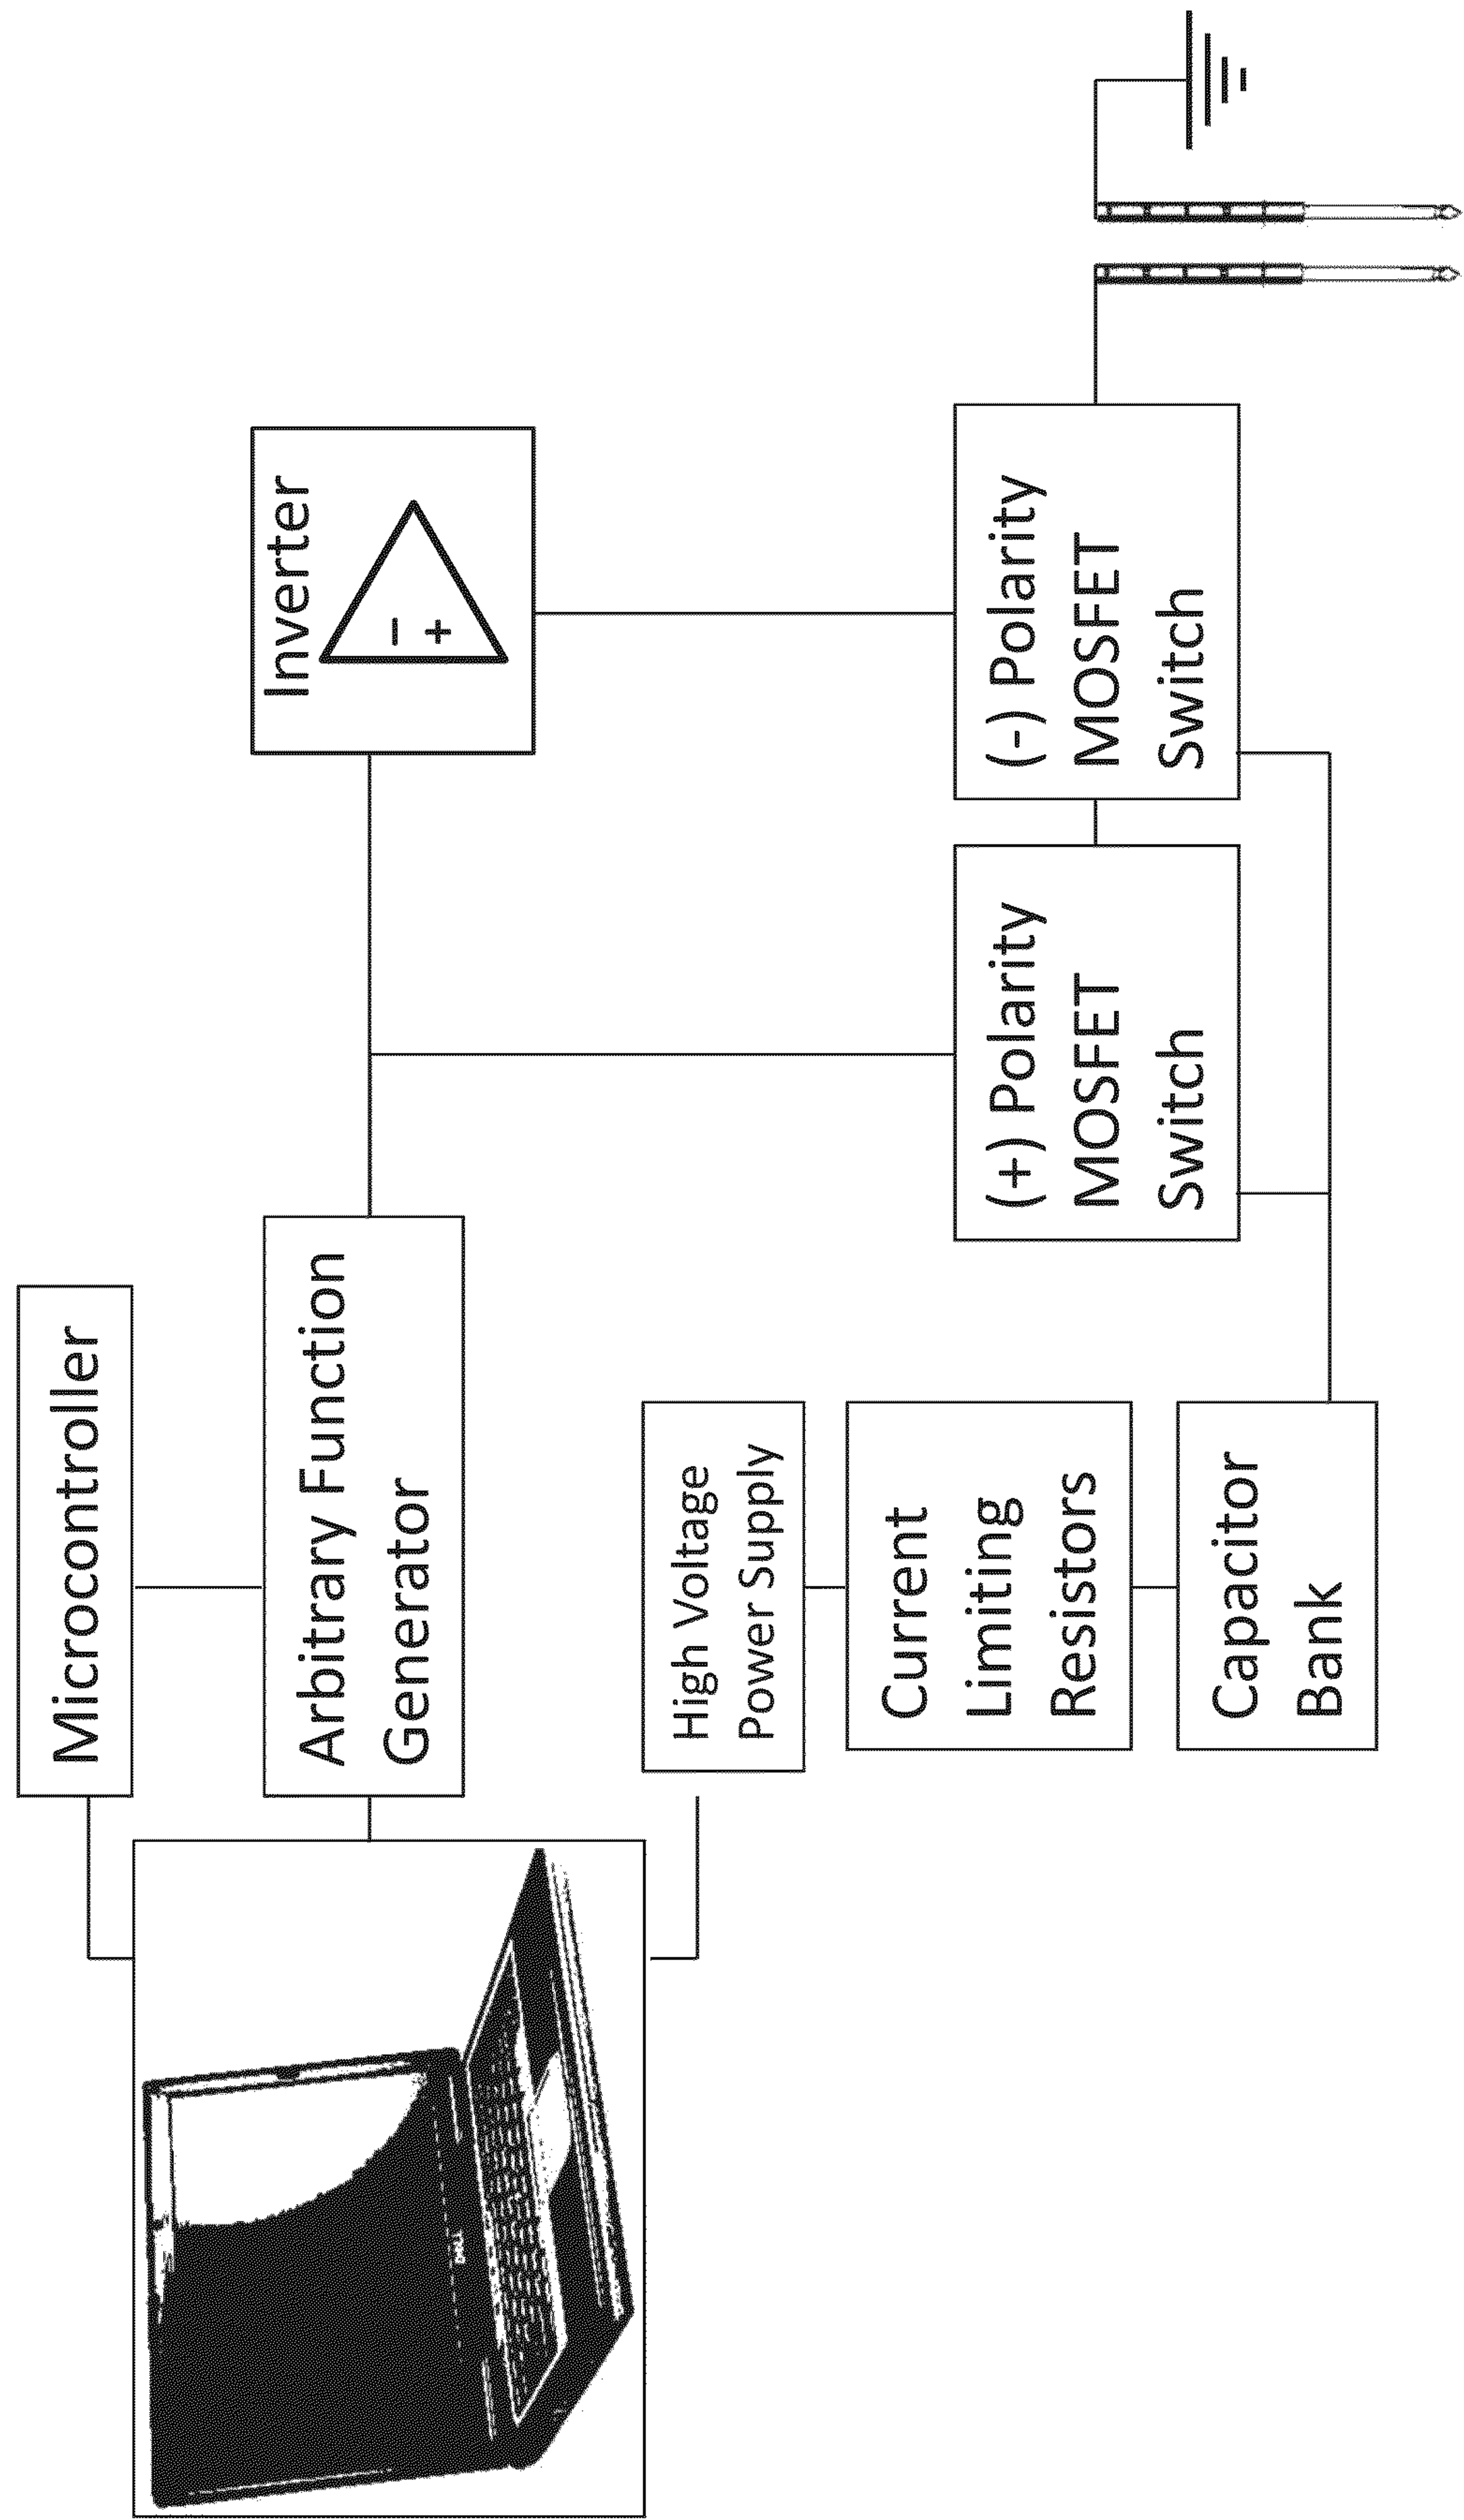 Microcontroller
Arbitrary Function
Generator
Inverter
−
+
High Voltage
Power Supply
Current
Limiting
Resistors
Capacitor
Bank
(+) Polarity
MOSFET
Switch
(-) Polarity
MOSFET
Switch
DELL